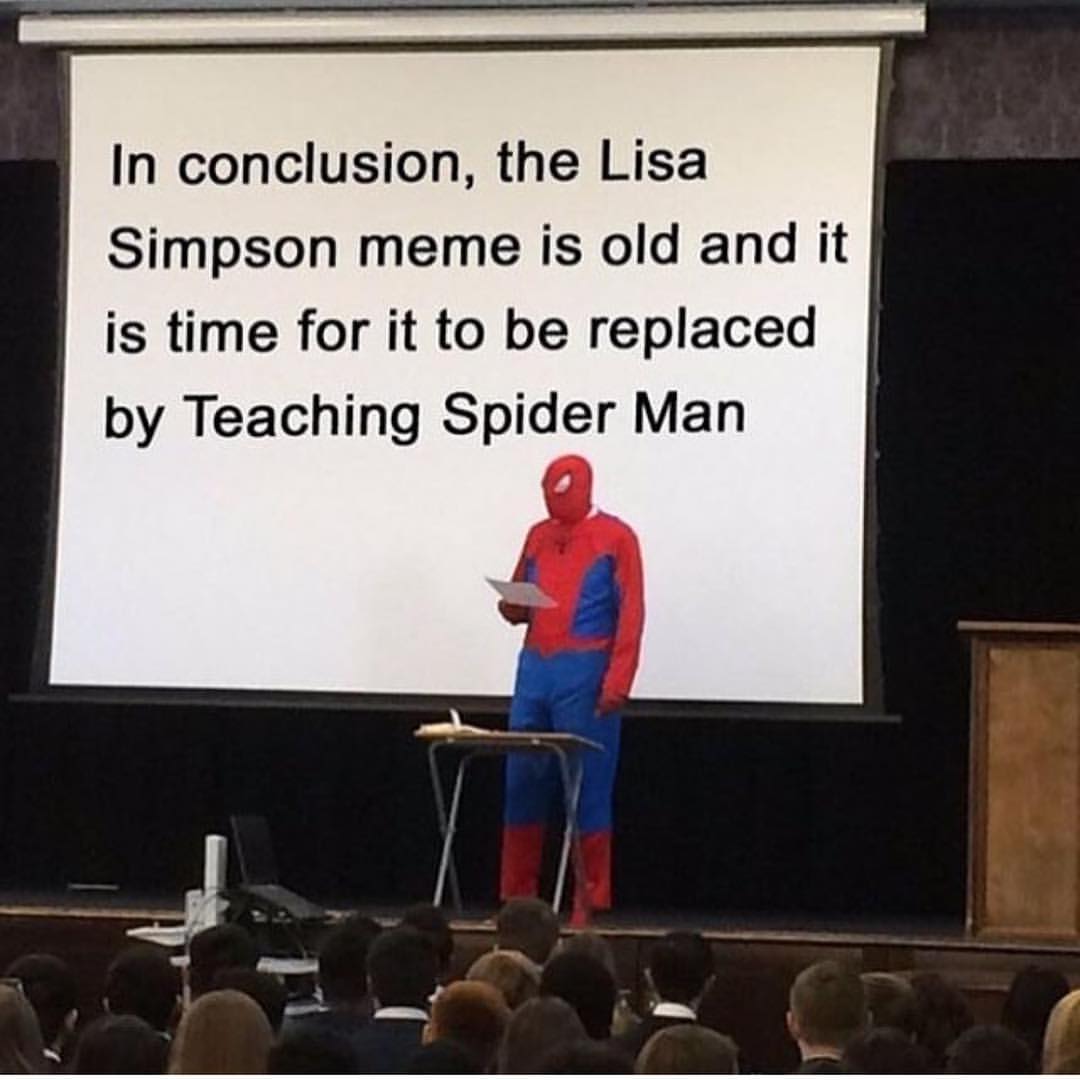 In conclusion, the Lisa
Simpson meme is old and it
is time for it to be replaced
by Teaching Spider Man